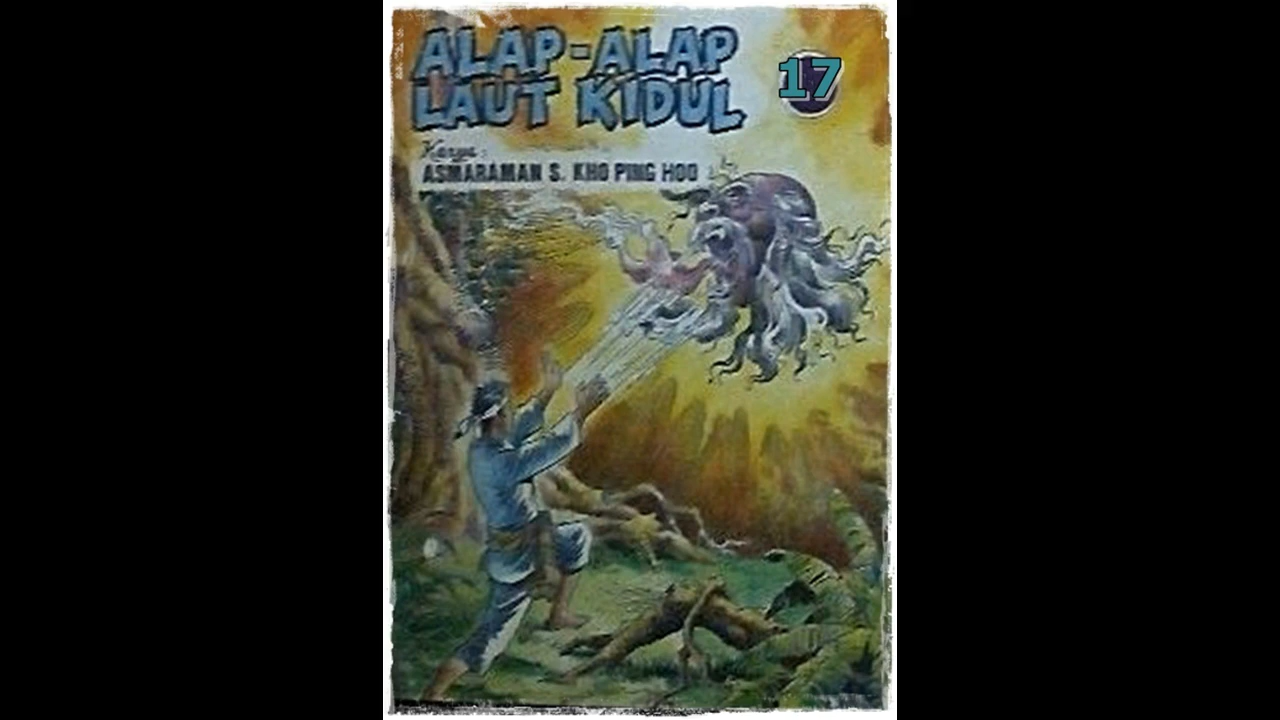 ALAP-ALAP
LAUT KIDUL
17
Karya :
ASMARAMAN S. KHO PING HOO